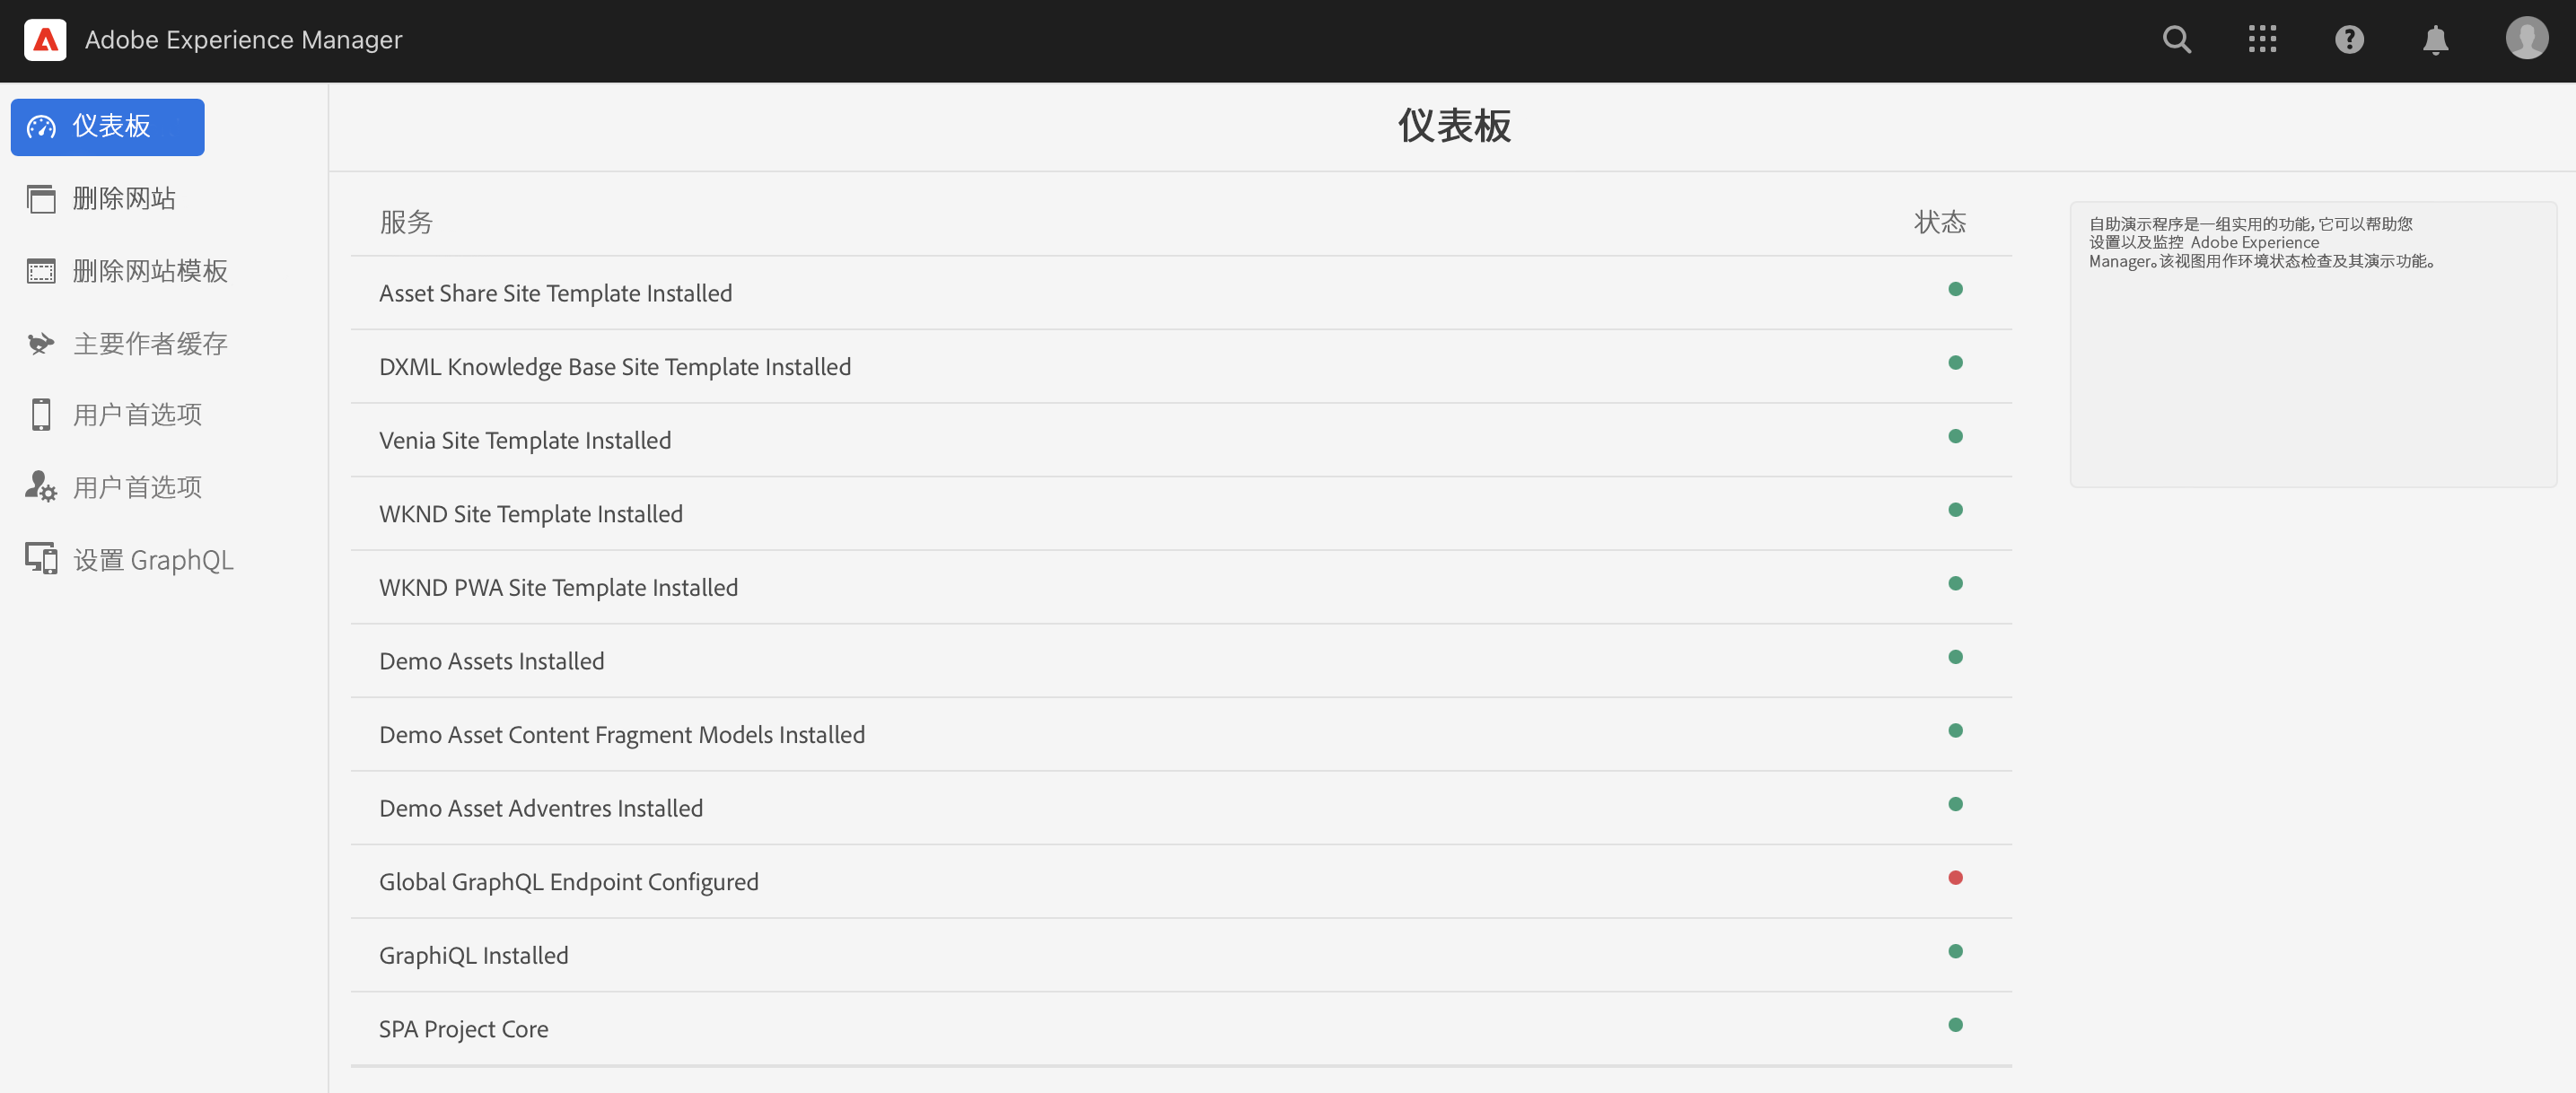 Adobe Experience Manager
仪表板
删除网站
删除网站模板
主要作者缓存
用户首选项
用户首选项
设置 GraphQL
仪表板
服务 状态
Asset Share Site Template Installed
DXML Knowledge Base Site Template Installed
Venia Site Template Installed
WKND Site Template Installed
WKND PWA Site Template Installed
Demo Assets Installed
Demo Asset Content Fragment Models Installed
Demo Asset Adventres Installed
Global GraphQL Endpoint Configured
GraphiQL Installed
SPA Project Core
自助演示程序是一组实用的功能，它可以帮助您
设置以及监控 Adobe Experience
Manager。该视图用作环境状态检查及其演示功能。